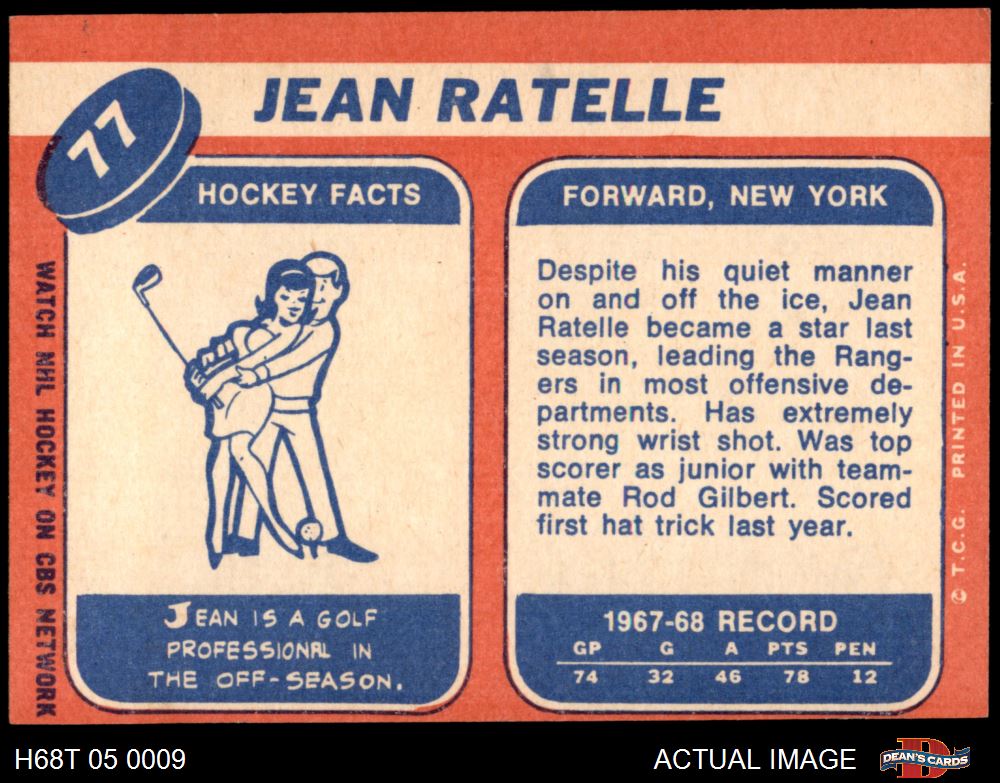 77
JEAN RATELLE
HOCKEY FACTS
JEAN IS A GOLF
PROFESSIONAL IN
THE OFF-SEASON.
FORWARD, NEW YORK
Despite his quiet manner
on and off the ice, Jean
Ratelle became a star last
season, leading the Rang-
ers in most offensive de-
partments. Has extremely
strong wrist shot. Was top
scorer as junior with team-
mate Rod Gilbert. Scored
first hat trick last year.
1967-68 RECORD
GP G A PTS PEN
74 32 46 78 12
WATCH NHL HOCKEY ON CBS NETWORK
© T.C.G. PRINTED IN U.S.A.
H68T 05 0009
ACTUAL IMAGE
DEAN'S CARDS